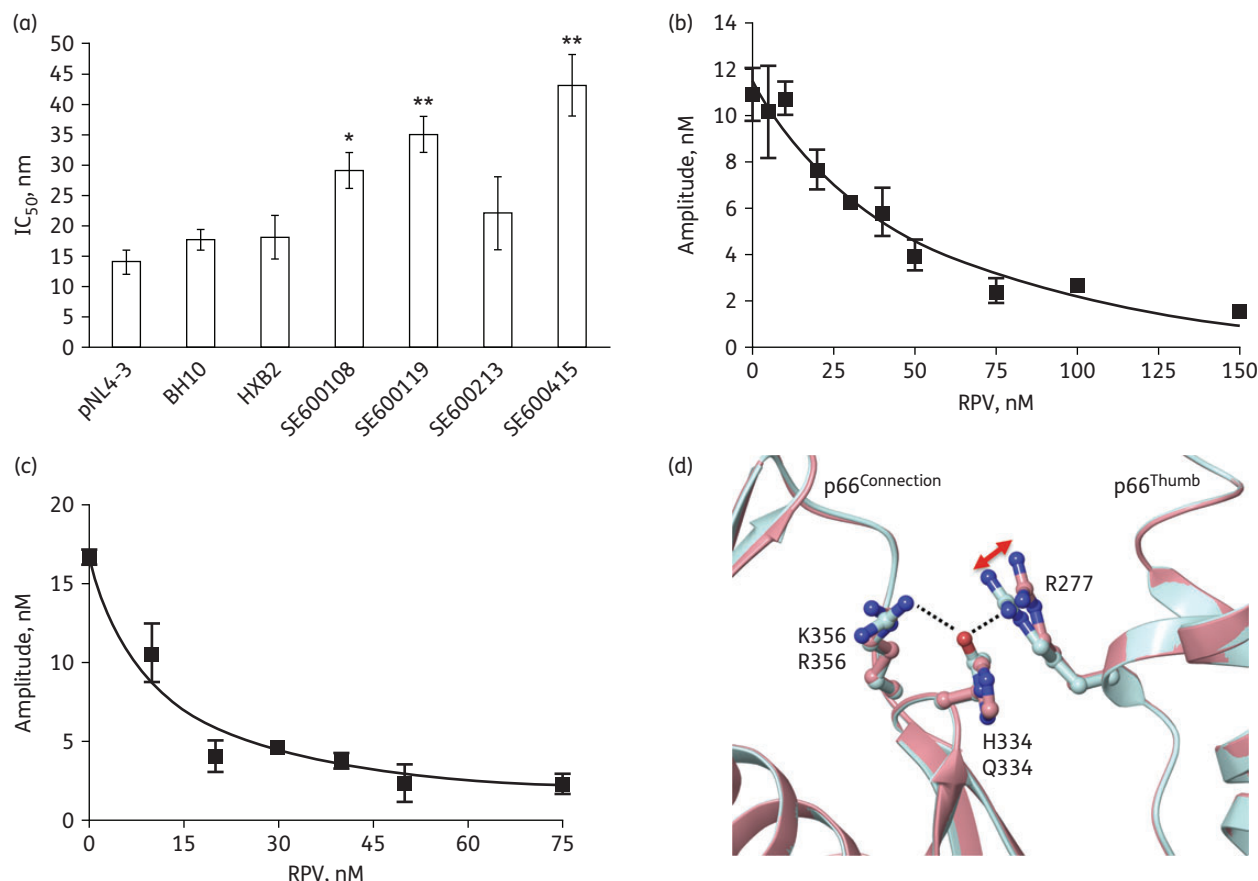 (a)
IC50, nm
50
45
40
35
30
25
20
15
10
5
0
*
**
**
pNL4-3
BH10
HXB2
SE600108
SE600119
SE600213
SE600415
(b)
Amplitude, nM
14
12
10
8
6
4
2
0
0 25 50 75 100 125 150
RPV, nM
(c)
Amplitude, nM
20
15
10
5
0
0 15 30 45 60 75
RPV, nM
(d)
p66Connection
p66Thumb
R277
K356
R356
H334
Q334